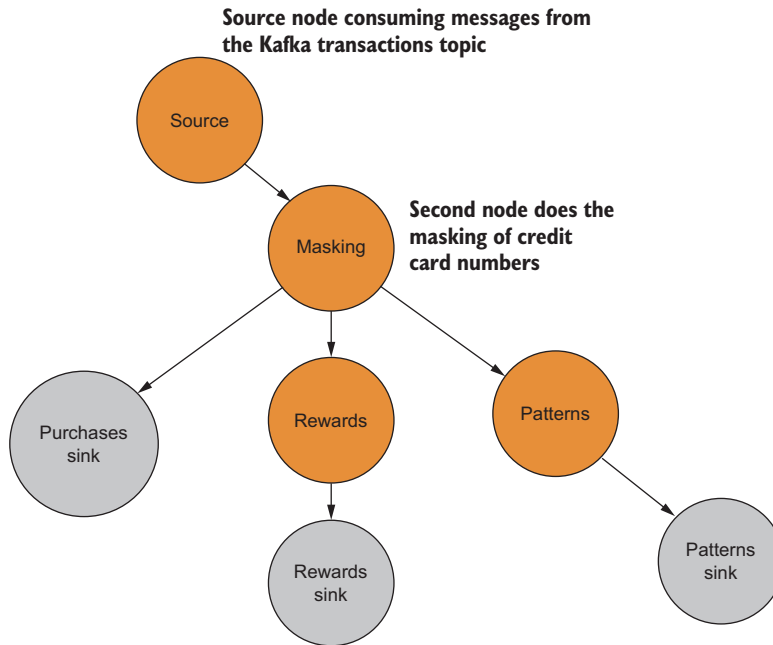 Source node consuming messages from
the Kafka transactions topic
Source
Second node does the
masking of credit
card numbers
Masking
Purchases
sink
Rewards
Patterns
Rewards
sink
Patterns
sink